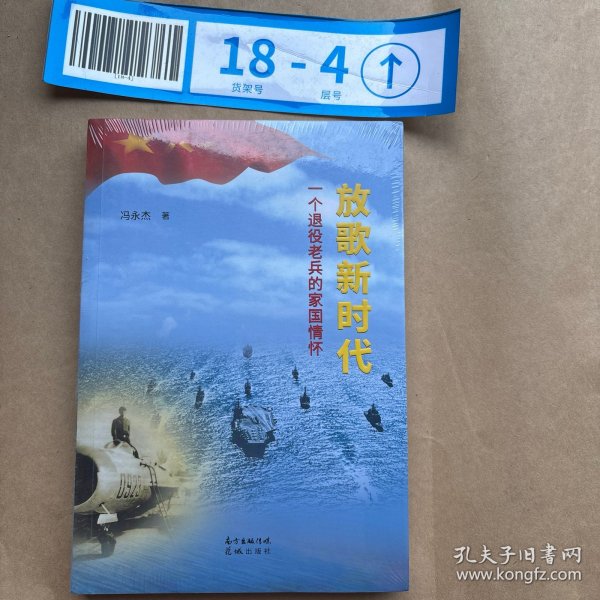 18-4
货架号 层号
放歌新时代
一个退役老兵的家国情怀
冯永杰 著
0525
南方出版传媒
花城出版社
孔夫子旧书网
www.kongfz.com